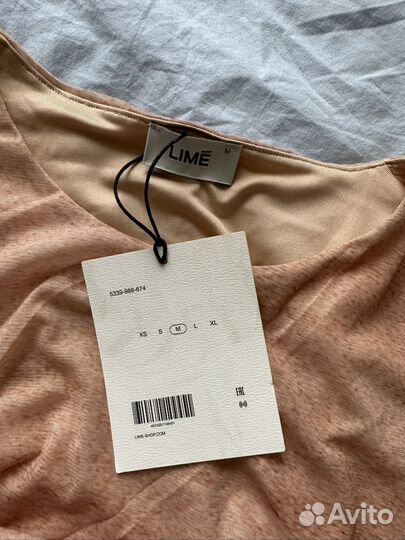 LIMÉ M
5339-988-674
XS S M L XL
EAC
LIME-SHOP.COM
Avito